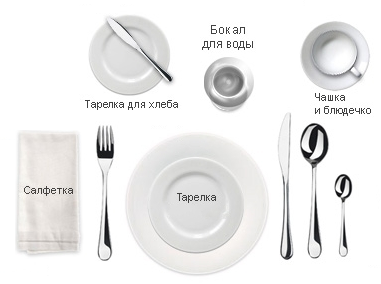 Бокал
для воды
Тарелка для хлеба
Чашка
и блюдечко
Салфетка
Тарелка